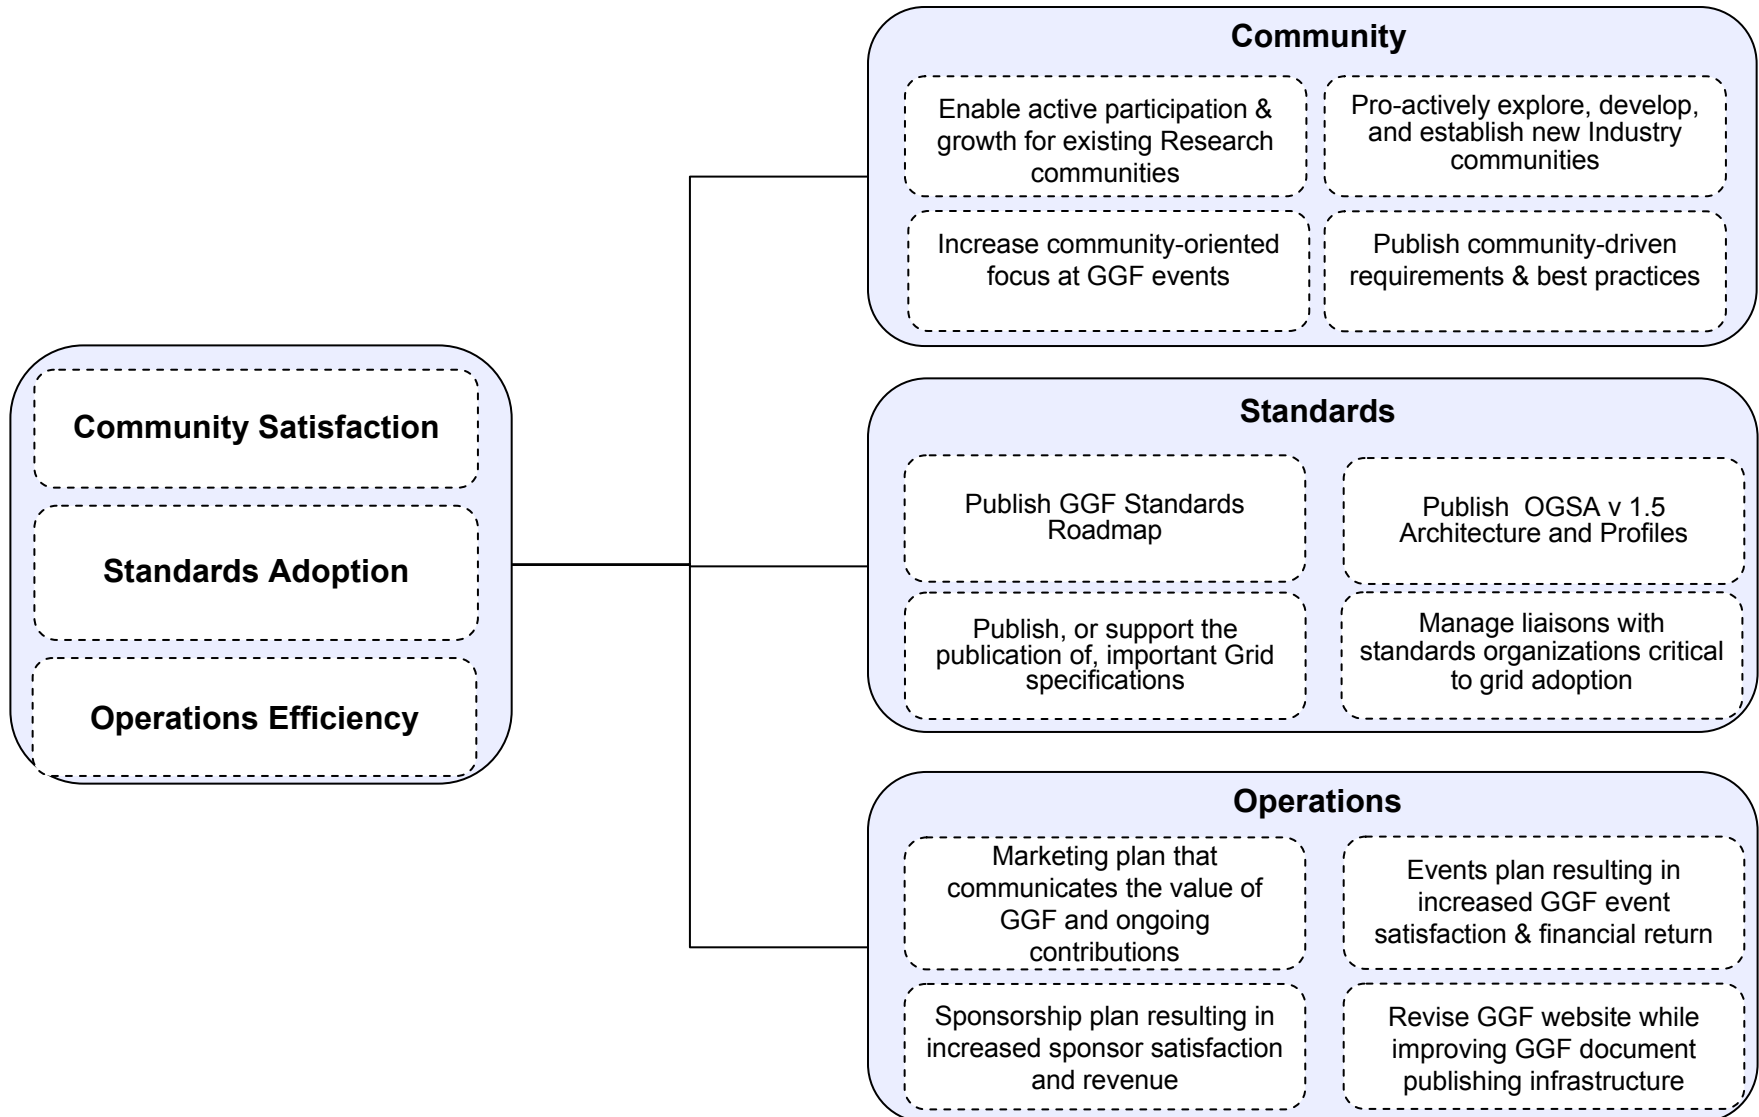 Community Satisfaction
Standards Adoption
Operations Efficiency
Community
Enable active participation &
growth for existing Research
communities
Pro-actively explore, develop,
and establish new Industry
communities
Increase community-oriented
focus at GGF events
Publish community-driven
requirements & best practices
Standards
Publish GGF Standards
Roadmap
Publish  OGSA v 1.5
Architecture and Profiles
Publish, or support the
publication of, important Grid
specifications
Manage liaisons with
standards organizations critical
to grid adoption
Operations
Marketing plan that
communicates the value of
GGF and ongoing
contributions
Events plan resulting in
increased GGF event
satisfaction & financial return
Sponsorship plan resulting in
increased sponsor satisfaction
and revenue
Revise GGF website while
improving GGF document
publishing infrastructure